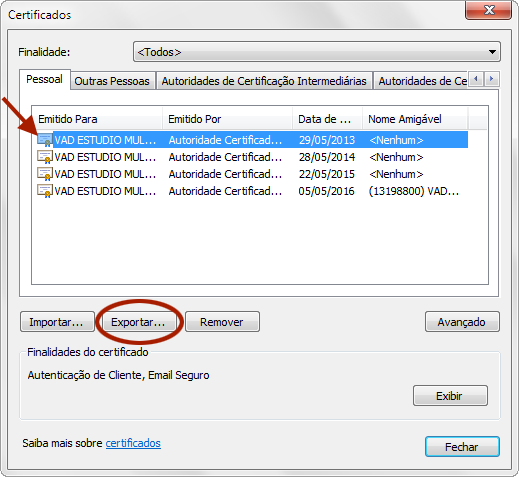 Certificados
Finalidade: <Todos>
Pessoal Outras Pessoas Autoridades de Certificação Intermediárias Autoridades de Ce
Emitido Para Emitido Por Data de ... Nome Amigável
VAD ESTUDIO MUL... Autoridade Certificad... 29/05/2013 <Nenhum>
VAD ESTUDIO MUL... Autoridade Certificad... 28/05/2014 <Nenhum>
VAD ESTUDIO MUL... Autoridade Certificad... 22/05/2015 <Nenhum>
VAD ESTUDIO MUL... Autoridade Certificad... 05/05/2016 (13198800) VAD...
Importar... Exportar... Remover Avançado
Finalidades do certificado
Autenticação de Cliente, Email Seguro
Exibir
Saiba mais sobre certificados
Fechar